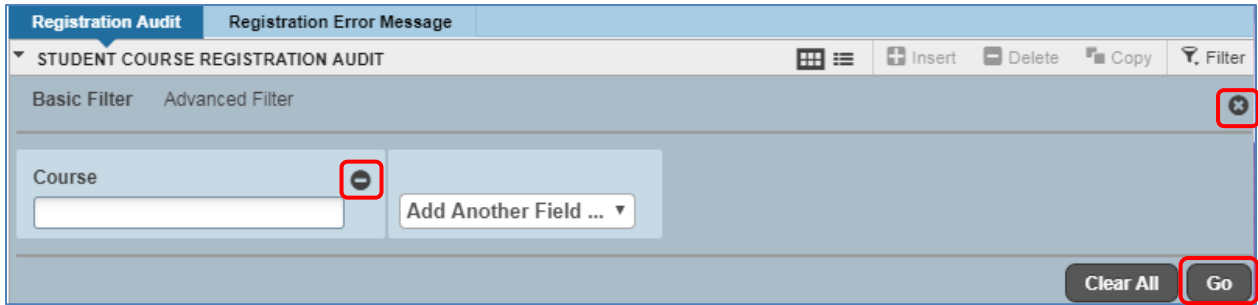 Registration Audit Registration Error Message
STUDENT COURSE REGISTRATION AUDIT Insert Delete Copy Filter
Basic Filter Advanced Filter
Course
Add Another Field ...
Clear All Go